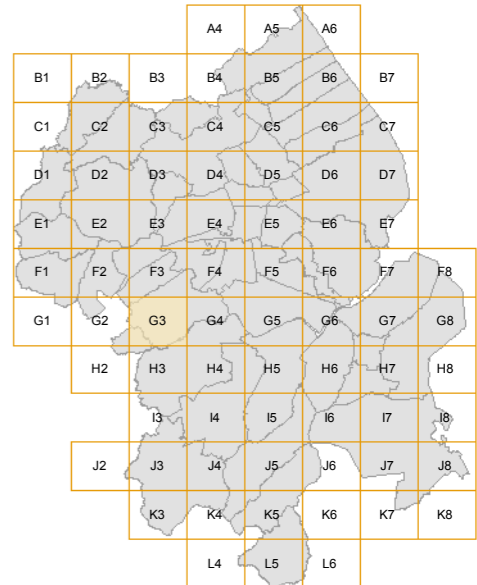 A4 A5 A6
B1 B2 B3 B4 B5 B6 B7
C1 C2 C3 C4 C5 C6 C7
D1 D2 D3 D4 D5 D6 D7
E1 E2 E3 E4 E5 E6 E7
F1 F2 F3 F4 F5 F6 F7 F8
G1 G2 G3 G4 G5 G6 G7 G8
H2 H3 H4 H5 H6 H7 H8
I3 I4 I5 I6 I7 I8
J2 J3 J4 J5 J6 J7 J8
K3 K4 K5 K6 K7 K8
L4 L5 L6